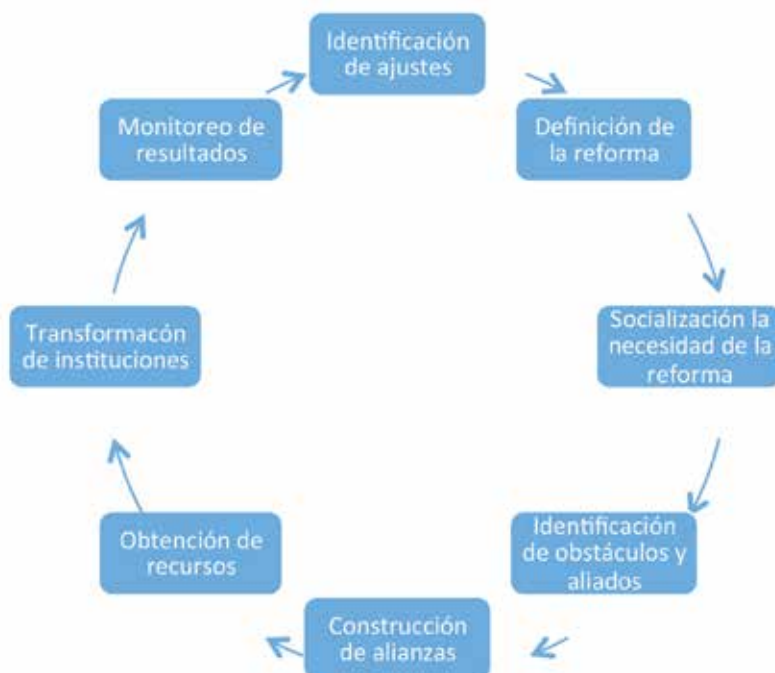 Identificación
de ajustes
Definición de
la reforma
Socialización la
necesidad de la
reforma
Identificación
de obstáculos y
aliados
Construcción
de alianzas
Obtención de
recursos
Transformacón
de instituciones
Monitoreo de
resultados